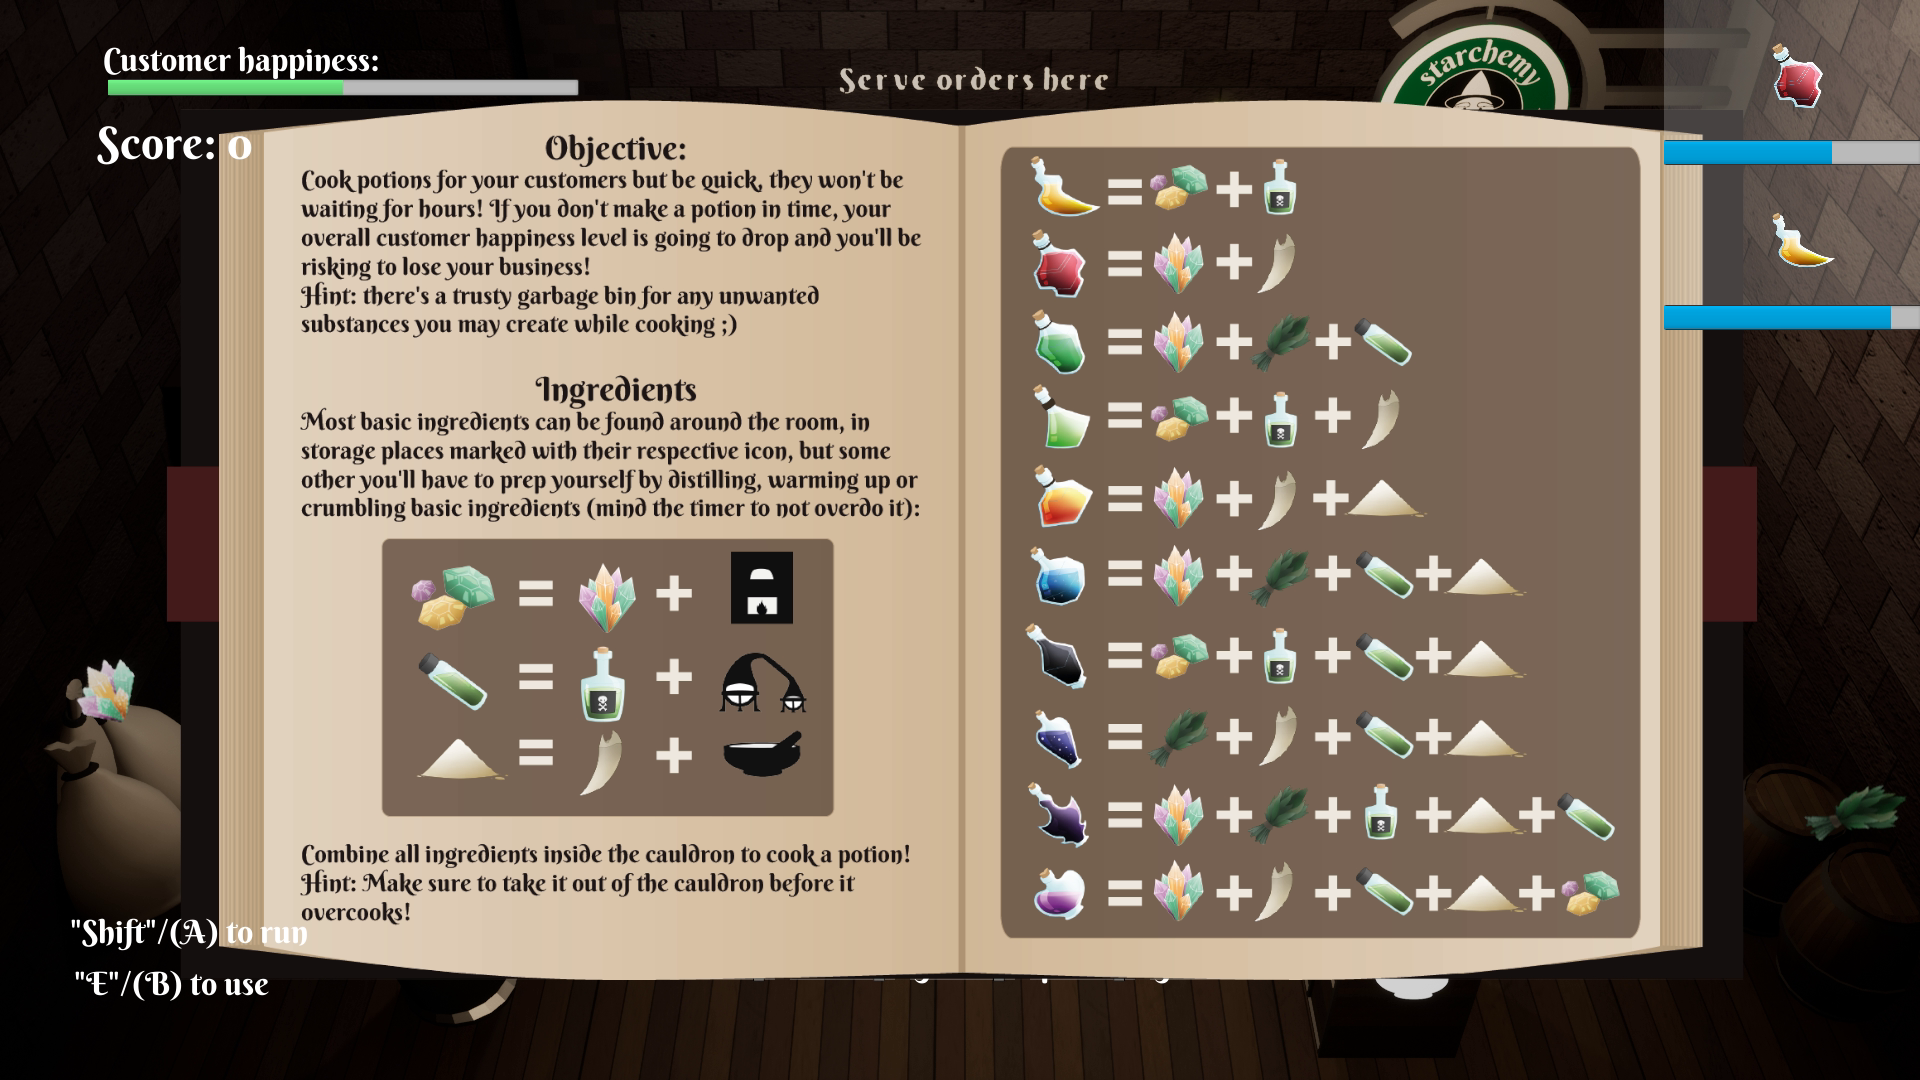 Customer happiness:
Score: 0
Serve orders here
starchemy
Objective:
Cook potions for your customers but be quick, they won't be
waiting for hours! If you don't make a potion in time, your
overall customer happiness level is going to drop and you'll be
risking to lose your business!
Hint: there's a trusty garbage bin for any unwanted
substances you may create while cooking ;)
Ingredients
Most basic ingredients can be found around the room, in
storage places marked with their respective icon, but some
other you'll have to prep yourself by distilling, warming up or
crumbling basic ingredients (mind the timer to not overdo it):
= +
= +
= +
Combine all ingredients inside the cauldron to cook a potion!
Hint: Make sure to take it out of the cauldron before it
overcooks!
= +
= +
= + +
= + +
= + +
= + + +
= + + +
= + + +
= + + + +
= + + + +
"Shift"/(A) to run
"E"/(B) to use